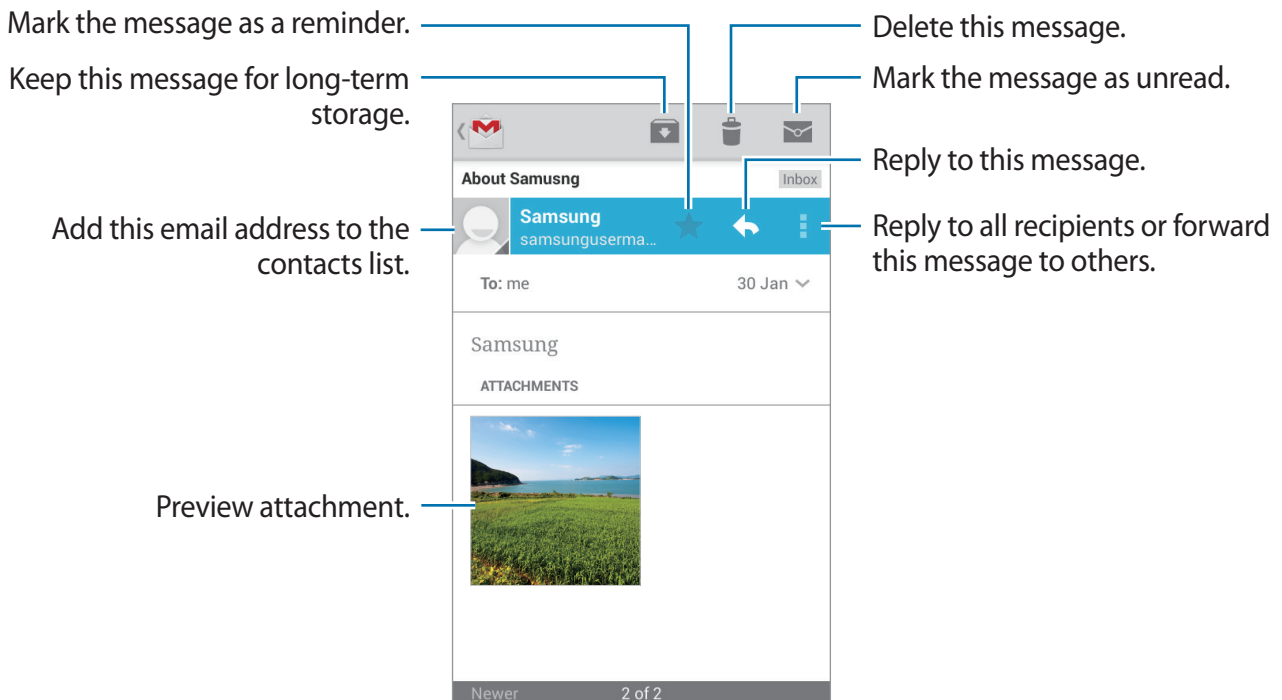 Mark the message as a reminder.
Keep this message for long-term
storage.
Add this email address to the
contacts list.
Preview attachment.
Delete this message.
Mark the message as unread.
Reply to this message.
Reply to all recipients or forward
this message to others.
About Samusng
Inbox
Samsung
samsunguserma...
To: me
30 Jan
Samsung
ATTACHMENTS
Newer
2 of 2